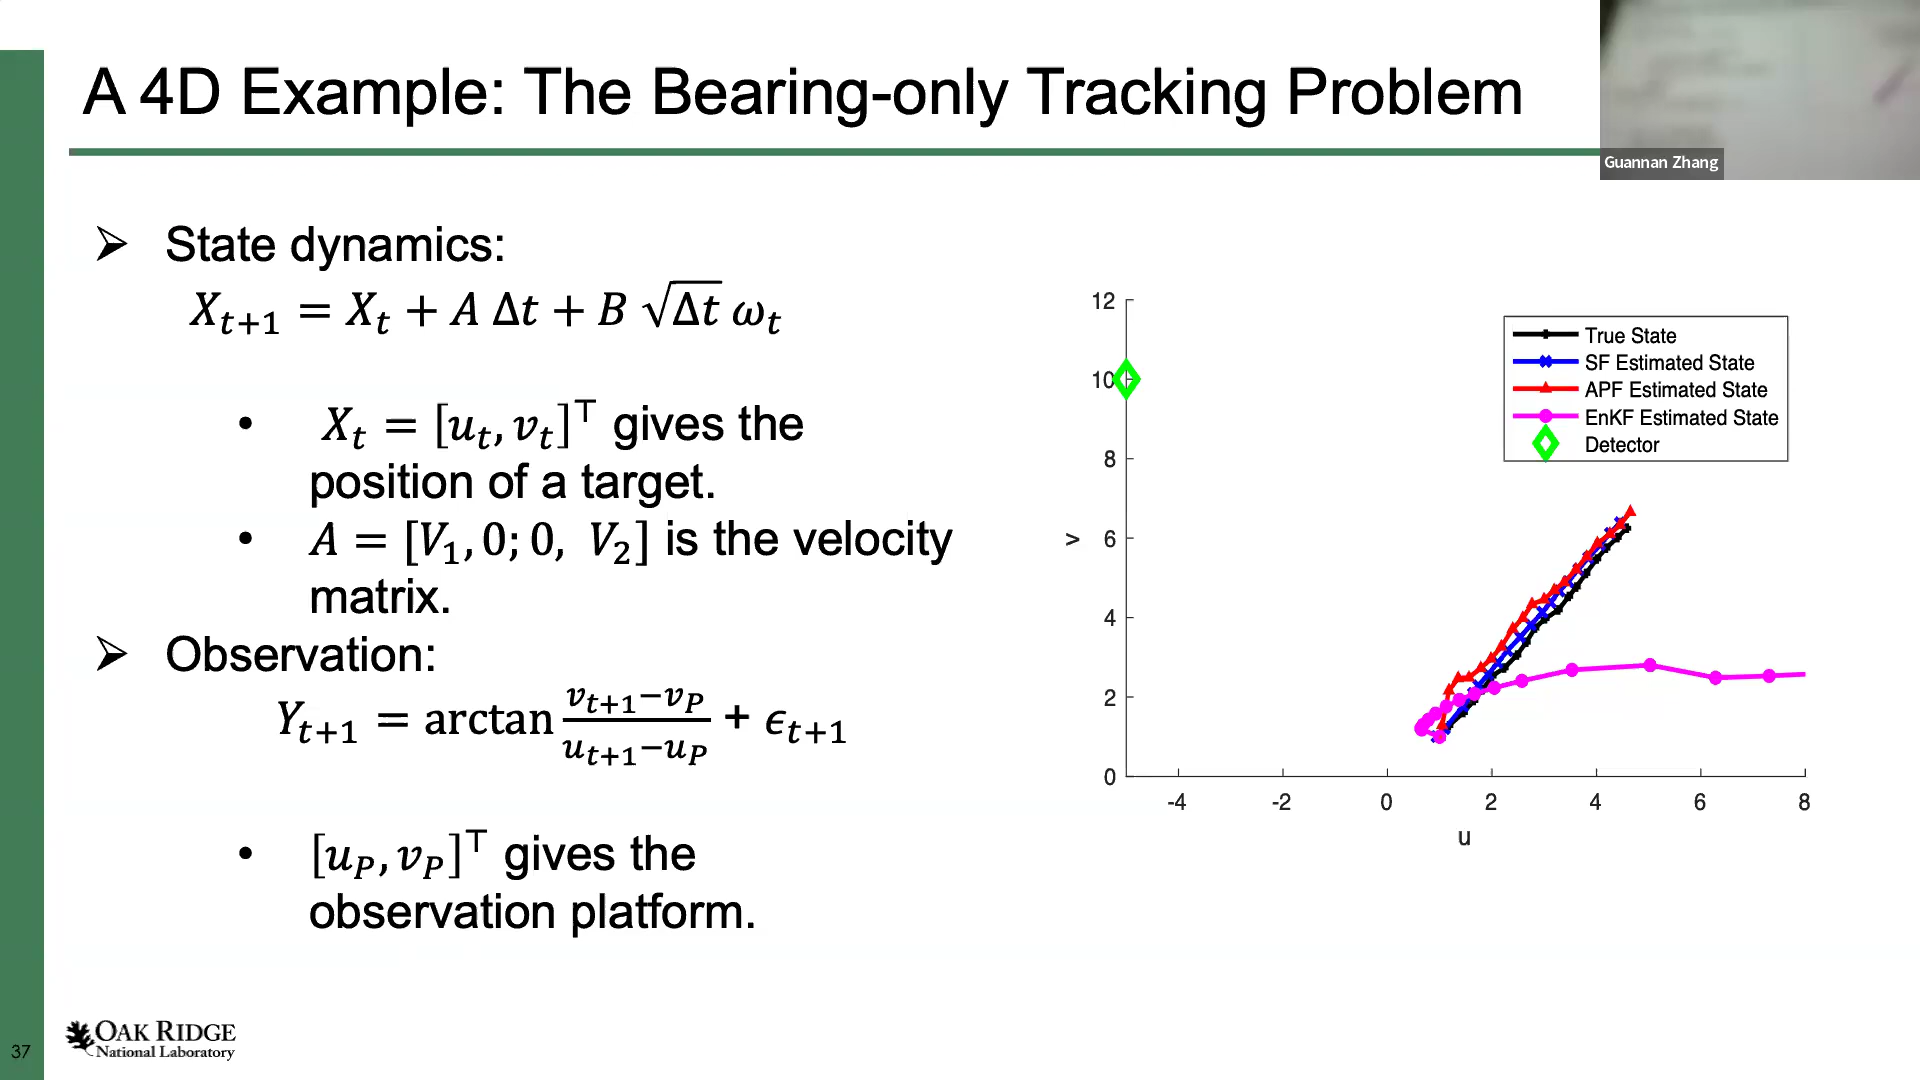 A 4D Example: The Bearing-only Tracking Problem
Guannan Zhang
➢ State dynamics:
X_{t+1} = X_t + A Δt + B √Δt ω_t
• X_t = [u_t, v_t]^⊤ gives the
position of a target.
• A = [V_1, 0; 0, V_2] is the velocity
matrix.
➢ Observation:
Y_{t+1} = arctan (v_{t+1}−v_P)/(u_{t+1}−u_P) + ϵ_{t+1}
• [u_P, v_P]^⊤ gives the
observation platform.
12
10
8
6
4
2
0
v
-4 -2 0 2 4 6 8
u
True State
SF Estimated State
APF Estimated State
EnKF Estimated State
Detector
37
OAK RIDGE
National Laboratory